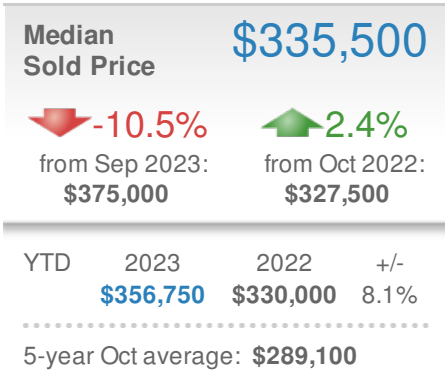 Median $335,500
Sold Price
-10.5% 2.4%
from Sep 2023: from Oct 2022:
$375,000 $327,500
YTD 2023 2022 +/-
$356,750 $330,000 8.1%
5-year Oct average: $289,100